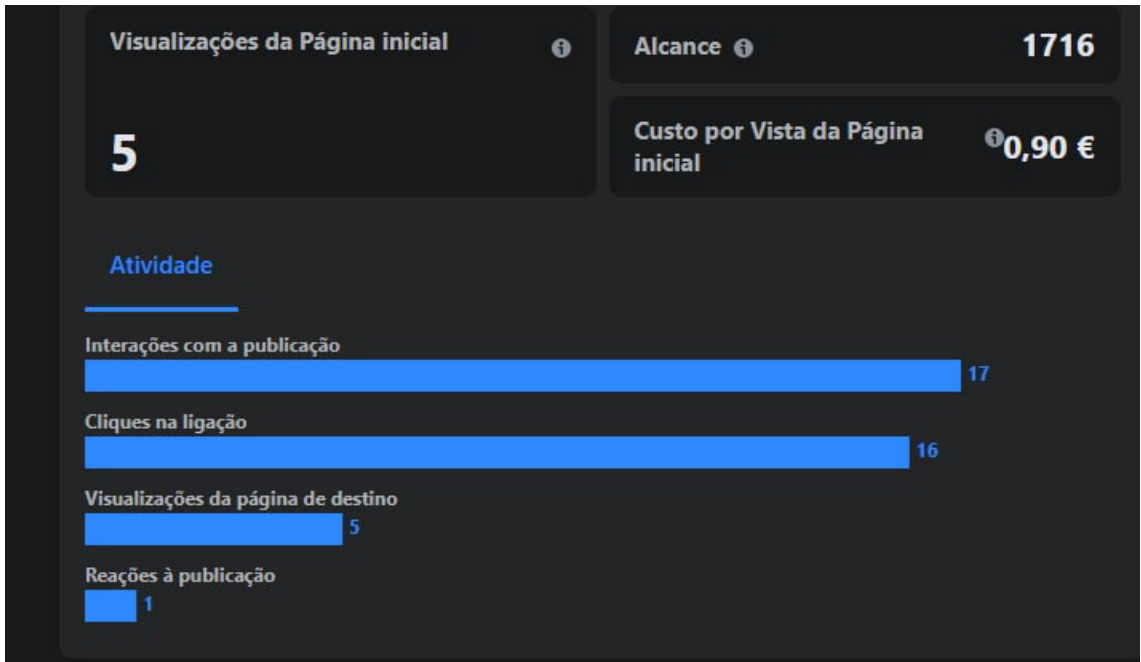 Visualizações da Página inicial
5
Alcance
1716
Custo por Vista da Página
inicial
0,90 €
Atividade
Interações com a publicação
17
Cliques na ligação
16
Visualizações da página de destino
5
Reações à publicação
1